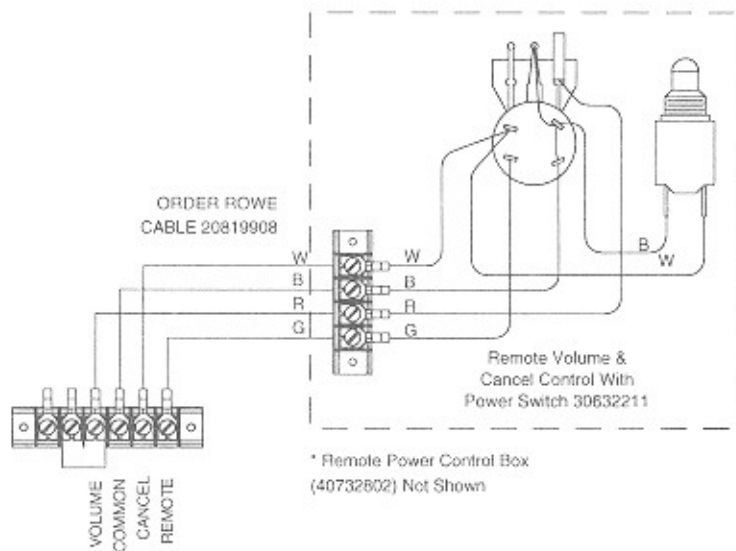 ORDER ROWE
CABLE 20819908
W
B
R
G
W
B
R
G
B
W
Remote Volume &
Cancel Control With
Power Switch 30632211
* Remote Power Control Box
(40732802) Not Shown
VOLUME
COMMON
CANCEL
REMOTE